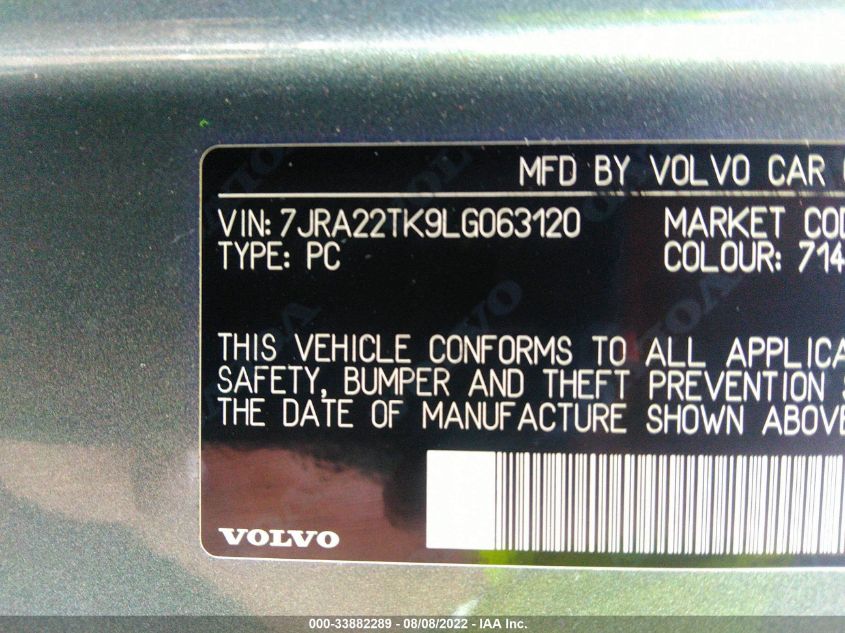 MFD BY VOLVO CAR
VIN: 7JRA22TK9LG063120 MARKET COD
TYPE: PC COLOUR: 714
THIS VEHICLE CONFORMS TO ALL APPLICA
SAFETY, BUMPER AND THEFT PREVENTION
THE DATE OF MANUFACTURE SHOWN ABOVE
VOLVO
000-33882289 - 08/08/2022 - IAA Inc.